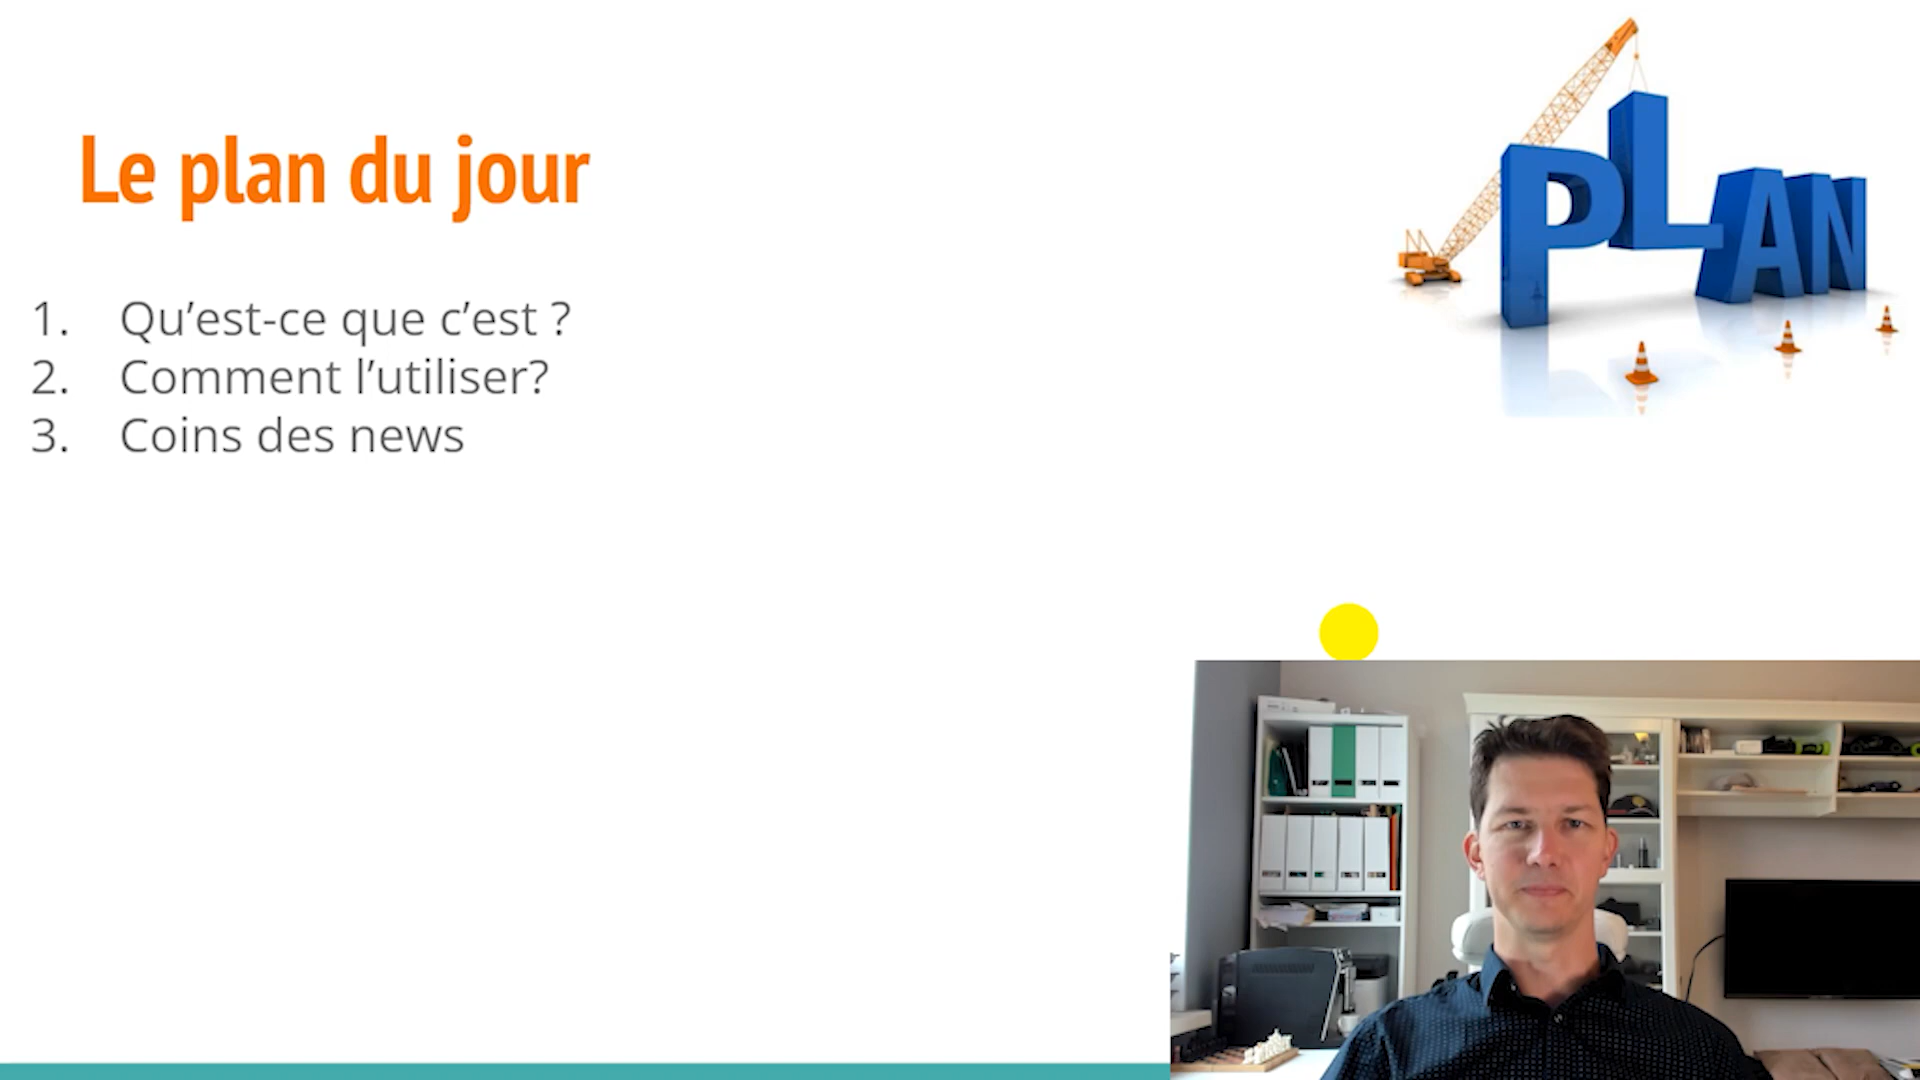 Le plan du jour
PLAN
1. Qu’est-ce que c’est ?
2. Comment l’utiliser?
3. Coins des news